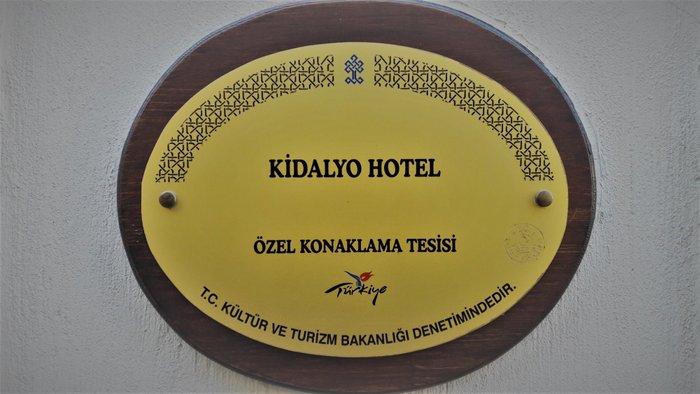 KİDALYO HOTEL
ÖZEL KONAKLAMA TESİSİ
Türkiye
T.C. KÜLTÜR VE TURİZM BAKANLIĞI DENETİMİNDEDİR.